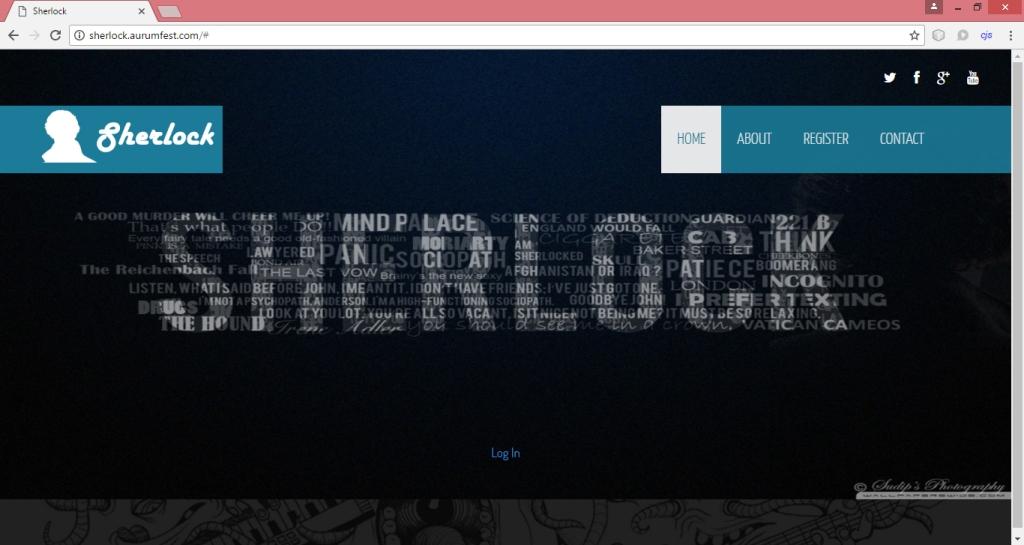 Sherlock
sherlock.aurumfest.com/#
cjs
Sherlock
HOME ABOUT REGISTER CONTACT
A GOOD MURDER WILL CHEER ME UP! MIND PALACE SCIENCE OF DEDUCTION GUARDIAN 221 B
That's what people DO! ENGLAND WOULD FALL
Every fairy tale needs a good old-fashioned villain MORIARTY I AM CAB THINK
LAWYERED PANIC SOCIOPATH SHERLOCKED SKULL BAKER STREET
THE SPEECH
The Reichenbach Fall THE LAST VOW Brainy's the new sexy AFGHANISTAN OR IRAQ? PATIECE BOOMERANG
LISTEN, WHAT I SAID BEFORE JOHN, I MEANT IT. I DON'T HAVE FRIENDS; I'VE JUST GOT ONE. LONDON INCOGNITO
DRUGS I'M NOT A PSYCHOPATH, ANDERSON, I'M A HIGH-FUNCTIONING SOCIOPATH. GOODBYE JOHN I PREFER TEXTING
THE HOUND LOOK AT YOU LOT: YOU'RE ALL SO VACANT. IS IT NICE NOT BEING ME? IT MUST BE SO RELAXING.
Irene Adler you should see me in a crown. VATICAN CAMEOS
SHERLOCK
Log In
© Sudip's Photography
WALLPAPERSWIDE.COM